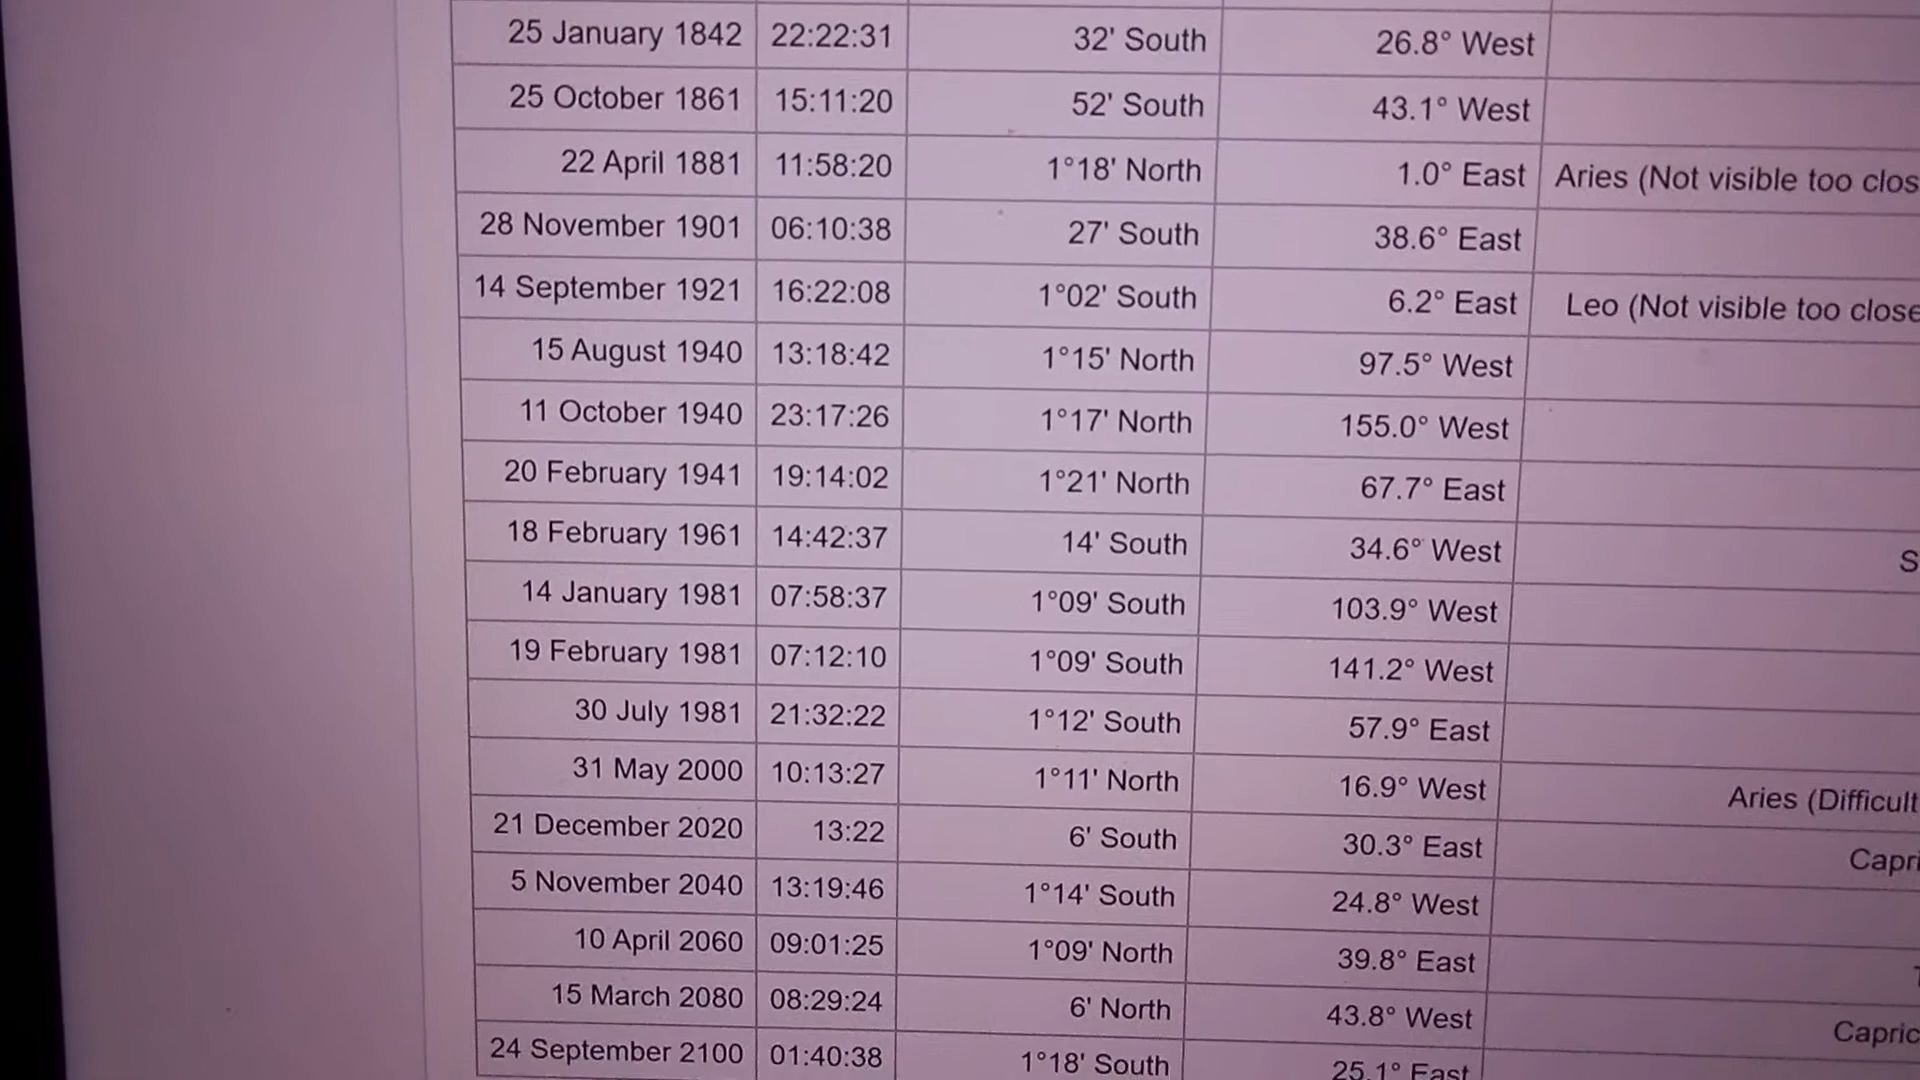 25 January 1842 22:22:31 32' South 26.8° West
25 October 1861 15:11:20 52' South 43.1° West
22 April 1881 11:58:20 1°18' North 1.0° East Aries (Not visible too clos
28 November 1901 06:10:38 27' South 38.6° East
14 September 1921 16:22:08 1°02' South 6.2° East Leo (Not visible too close
15 August 1940 13:18:42 1°15' North 97.5° West
11 October 1940 23:17:26 1°17' North 155.0° West
20 February 1941 19:14:02 1°21' North 67.7° East
18 February 1961 14:42:37 14' South 34.6° West S
14 January 1981 07:58:37 1°09' South 103.9° West
19 February 1981 07:12:10 1°09' South 141.2° West
30 July 1981 21:32:22 1°12' South 57.9° East
31 May 2000 10:13:27 1°11' North 16.9° West Aries (Difficult
21 December 2020 13:22 6' South 30.3° East Capri
5 November 2040 13:19:46 1°14' South 24.8° West
10 April 2060 09:01:25 1°09' North 39.8° East
15 March 2080 08:29:24 6' North 43.8° West Capric
24 September 2100 01:40:38 1°18' South 25.1° East